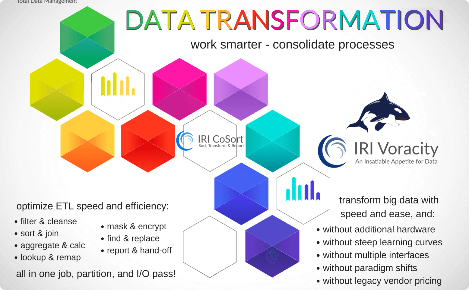 Total Data Management
DATA TRANSFORMATION
work smarter - consolidate processes
IRI CoSort
Sort, Transform & Report
IRI Voracity
An Insatiable Appetite for Data
optimize ETL speed and efficiency:
• filter & cleanse
• sort & join
• aggregate & calc
• lookup & remap
• mask & encrypt
• find & replace
• report & hand-off
all in one job, partition, and I/O pass!
transform big data with
speed and ease, and:
• without additional hardware
• without steep learning curves
• without multiple interfaces
• without paradigm shifts
• without legacy vendor pricing